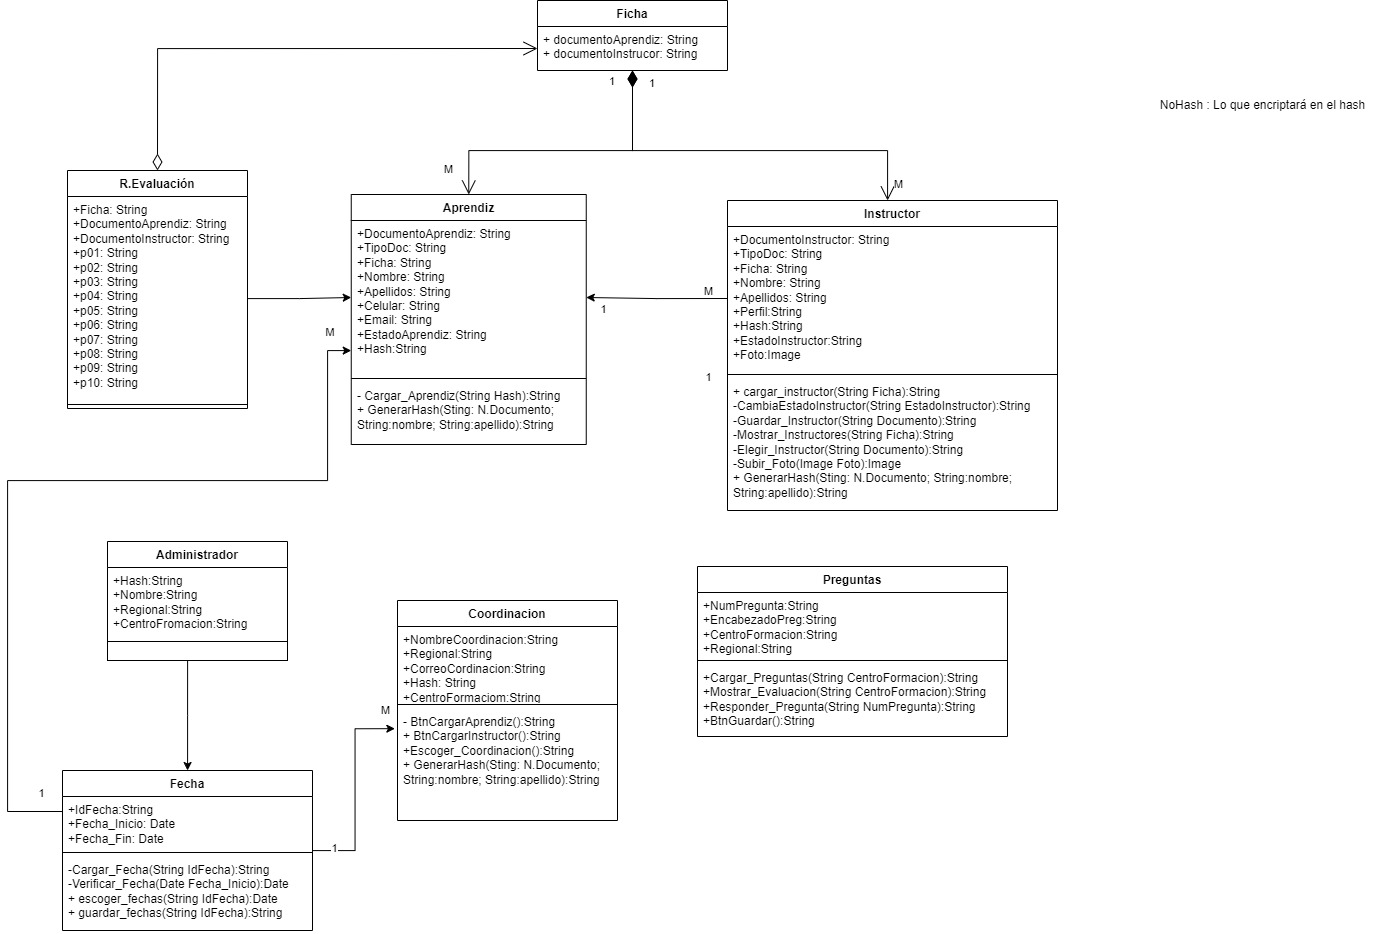 Ficha
+ documentoAprendiz: String
+ documentoInstrucor: String
1
1
NoHash : Lo que encriptará en el hash
M
M
R.Evaluación
+Ficha: String
+DocumentoAprendiz: String
+DocumentoInstructor: String
+p01: String
+p02: String
+p03: String
+p04: String
+p05: String
+p06: String
+p07: String
+p08: String
+p09: String
+p10: String
Aprendiz
+DocumentoAprendiz: String
+TipoDoc: String
+Ficha: String
+Nombre: String
+Apellidos: String
+Celular: String
+Email: String
+EstadoAprendiz: String
+Hash:String
- Cargar_Aprendiz(String Hash):String
+ GenerarHash(Sting: N.Documento;
String:nombre; String:apellido):String
M
M
1
Instructor
+DocumentoInstructor: String
+TipoDoc: String
+Ficha: String
+Nombre: String
+Apellidos: String
+Perfil:String
+Hash:String
+EstadoInstructor:String
+Foto:Image
1
+ cargar_instructor(String Ficha):String
-CambiaEstadoInstructor(String EstadoInstructor):String
-Guardar_Instructor(String Documento):String
-Mostrar_Instructores(String Ficha):String
-Elegir_Instructor(String Documento):String
-Subir_Foto(Image Foto):Image
+ GenerarHash(Sting: N.Documento; String:nombre;
String:apellido):String
Administrador
+Hash:String
+Nombre:String
+Regional:String
+CentroFromacion:String
Coordinacion
+NombreCoordinacion:String
+Regional:String
+CorreoCordinacion:String
+Hash: String
+CentroFormaciom:String
- BtnCargarAprendiz():String
+ BtnCargarInstructor():String
+Escoger_Coordinacion():String
+ GenerarHash(Sting: N.Documento;
String:nombre; String:apellido):String
M
Preguntas
+NumPregunta:String
+EncabezadoPreg:String
+CentroFormacion:String
+Regional:String
+Cargar_Preguntas(String CentroFormacion):String
+Mostrar_Evaluacion(String CentroFormacion):String
+Responder_Pregunta(String NumPregunta):String
+BtnGuardar():String
1
Fecha
+IdFecha:String
+Fecha_Inicio: Date
+Fecha_Fin: Date
1
-Cargar_Fecha(String IdFecha):String
-Verificar_Fecha(Date Fecha_Inicio):Date
+ escoger_fechas(String IdFecha):Date
+ guardar_fechas(String IdFecha):String